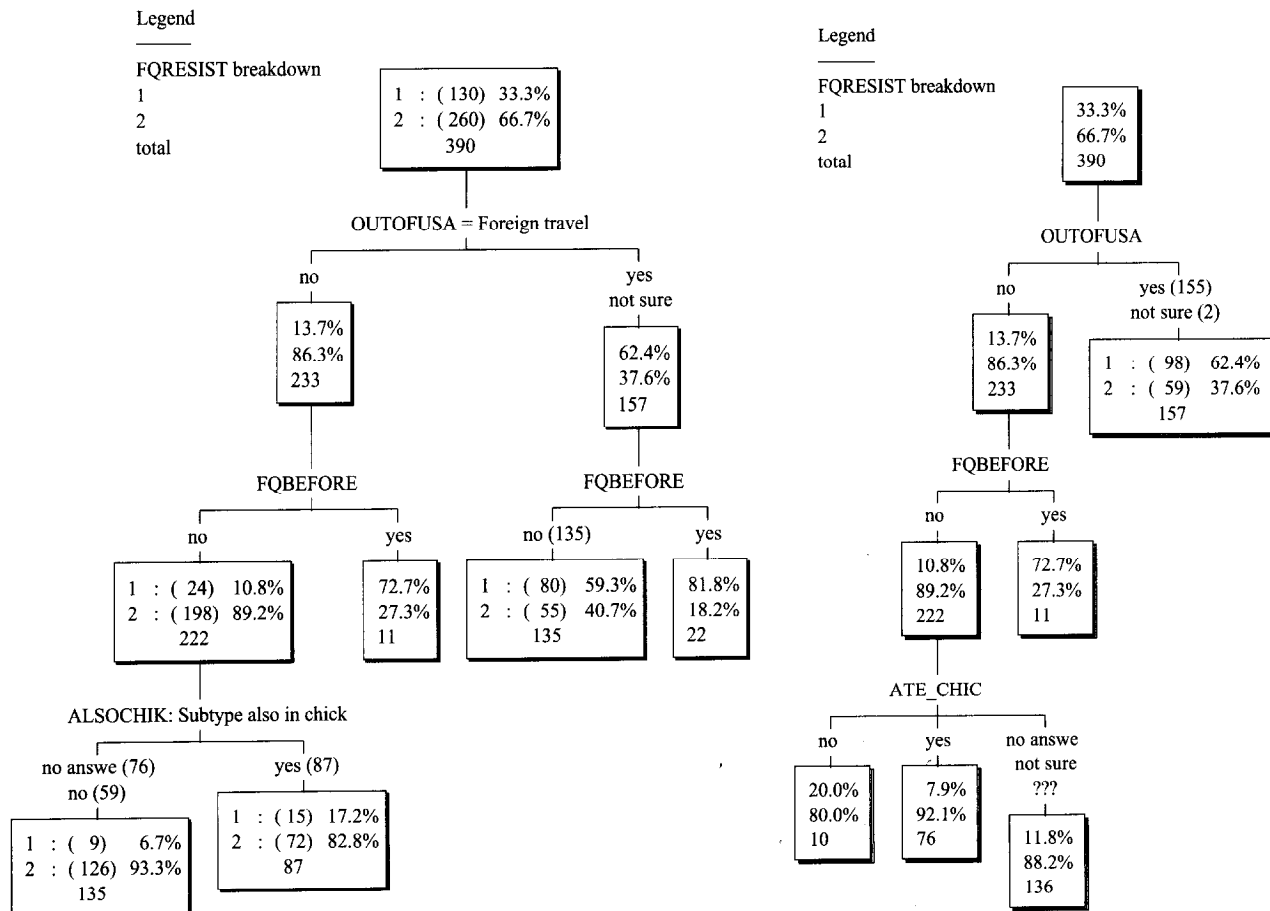 Legend
FQRESIST breakdown
1
2
total
1 : ( 130) 33.3%
2 : ( 260) 66.7%
390
OUTOFUSA = Foreign travel
no
yes
not sure
13.7%
86.3%
233
62.4%
37.6%
157
FQBEFORE
FQBEFORE
no
yes
no (135)
yes
1 : ( 24) 10.8%
2 : ( 198) 89.2%
222
72.7%
27.3%
11
1 : ( 80) 59.3%
2 : ( 55) 40.7%
135
81.8%
18.2%
22
ALSOCHIK: Subtype also in chick
no answe (76)
no (59)
yes (87)
1 : ( 9) 6.7%
2 : ( 126) 93.3%
135
1 : ( 15) 17.2%
2 : ( 72) 82.8%
87
Legend
FQRESIST breakdown
1
2
total
33.3%
66.7%
390
OUTOFUSA
no
yes (155)
not sure (2)
13.7%
86.3%
233
1 : ( 98) 62.4%
2 : ( 59) 37.6%
157
FQBEFORE
no
yes
10.8%
89.2%
222
72.7%
27.3%
11
ATE_CHIC
no
yes
no answe
not sure
???
20.0%
80.0%
10
7.9%
92.1%
76
11.8%
88.2%
136